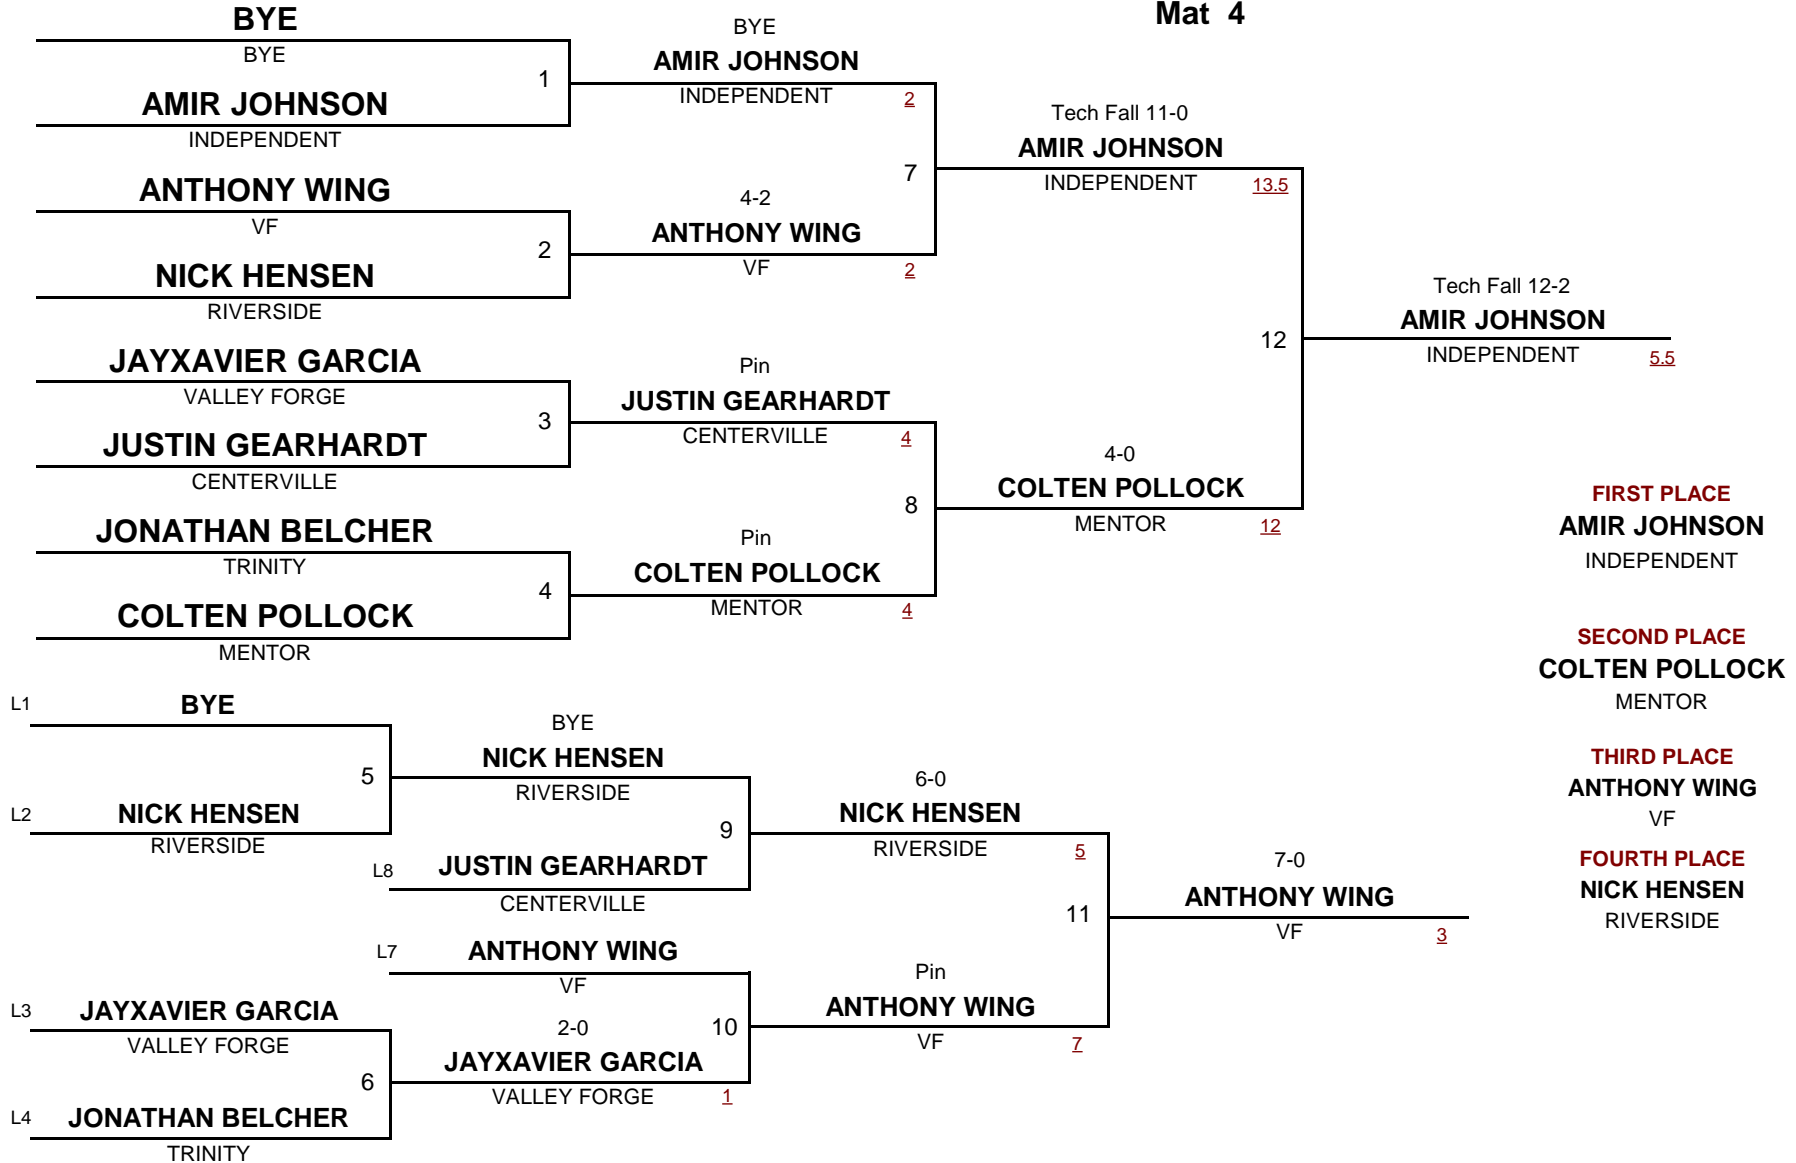 Mat 4
BYE
BYE
1
AMIR JOHNSON
INDEPENDENT
ANTHONY WING
VF
2
NICK HENSEN
RIVERSIDE
JAYXAVIER GARCIA
VALLEY FORGE
3
JUSTIN GEARHARDT
CENTERVILLE
JONATHAN BELCHER
TRINITY
4
COLTEN POLLOCK
MENTOR
BYE
AMIR JOHNSON
INDEPENDENT 2
7
4-2
ANTHONY WING
VF 2
Pin
JUSTIN GEARHARDT
CENTERVILLE 4
8
Pin
COLTEN POLLOCK
MENTOR 4
Tech Fall 11-0
AMIR JOHNSON
INDEPENDENT 13.5
12
4-0
COLTEN POLLOCK
MENTOR 12
Tech Fall 12-2
AMIR JOHNSON
INDEPENDENT 5.5
FIRST PLACE
AMIR JOHNSON
INDEPENDENT
SECOND PLACE
COLTEN POLLOCK
MENTOR
THIRD PLACE
ANTHONY WING
VF
FOURTH PLACE
NICK HENSEN
RIVERSIDE
L1 BYE
5
L2 NICK HENSEN
RIVERSIDE
L3 JAYXAVIER GARCIA
VALLEY FORGE
6
L4 JONATHAN BELCHER
TRINITY
BYE
NICK HENSEN
RIVERSIDE
9
L8 JUSTIN GEARHARDT
CENTERVILLE
L7 ANTHONY WING
VF
10
2-0
JAYXAVIER GARCIA
VALLEY FORGE 1
6-0
NICK HENSEN
RIVERSIDE 5
11
Pin
ANTHONY WING
VF 7
7-0
ANTHONY WING
VF 3